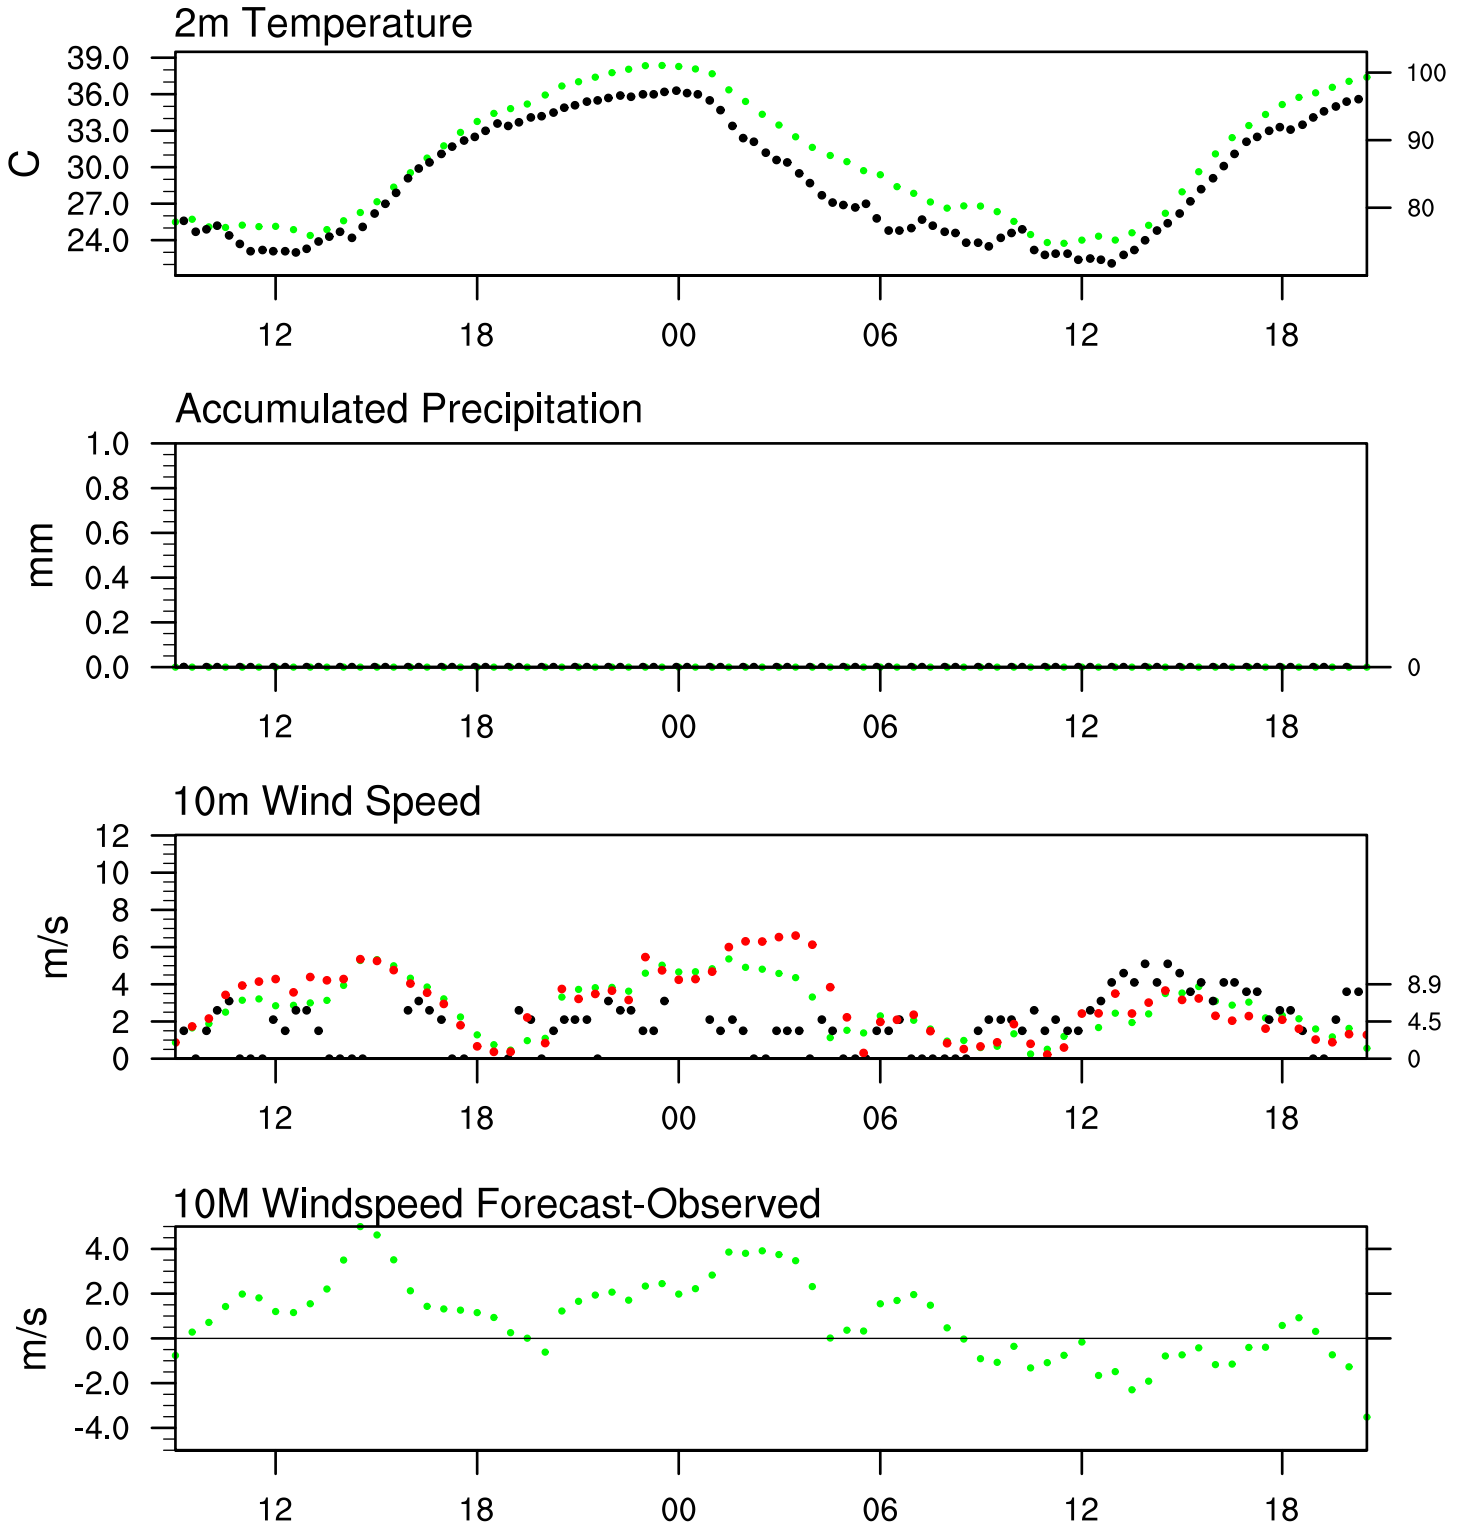 2m Temperature
39.0
36.0
33.0
30.0
27.0
24.0
C
100
90
80
12 18 00 06 12 18
Accumulated Precipitation
1.0
0.8
0.6
0.4
0.2
0.0
mm
0
12 18 00 06 12 18
10m Wind Speed
12
10
8
6
4
2
0
m/s
8.9
4.5
0
12 18 00 06 12 18
10M Windspeed Forecast-Observed
4.0
2.0
0.0
-2.0
-4.0
m/s
12 18 00 06 12 18